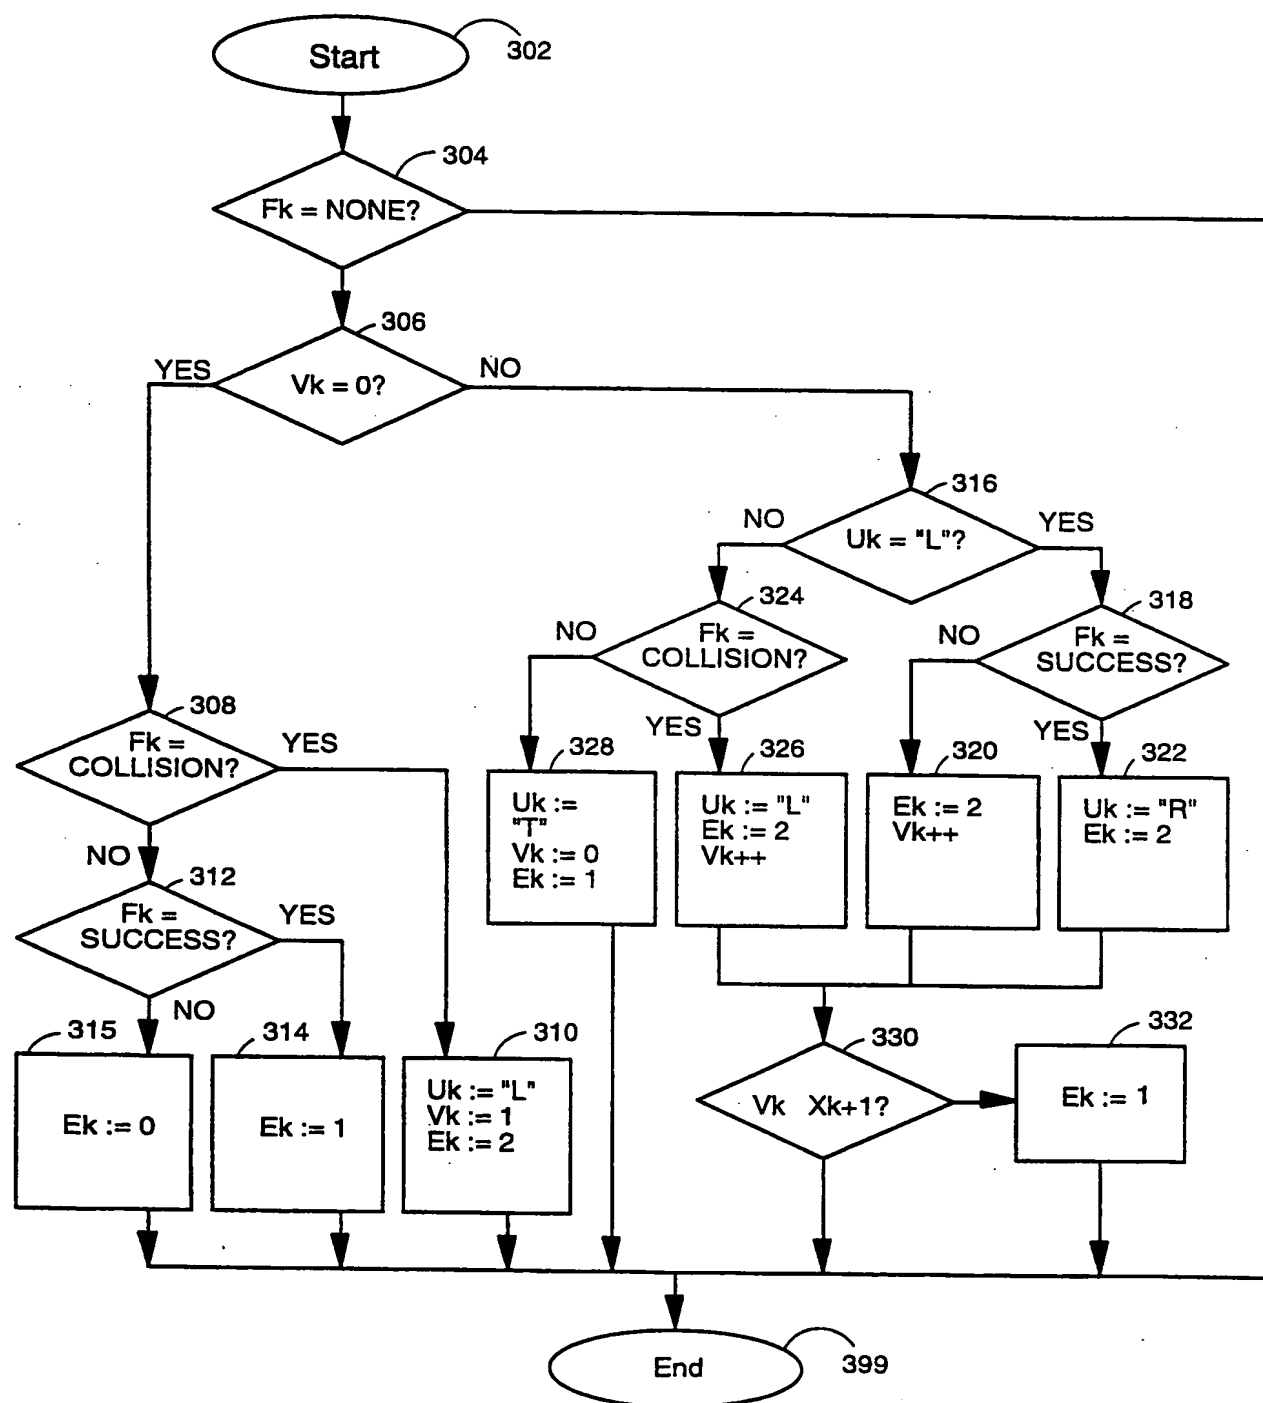 Start
302
304
Fk = NONE?
306
YES
NO
Vk = 0?
316
NO
YES
Uk = "L"?
324
318
NO
Fk =
COLLISION?
NO
Fk =
SUCCESS?
308
Fk =
COLLISION?
YES
YES
YES
328
326
320
322
Uk :=
"T"
Vk := 0
Ek := 1
Uk := "L"
Ek := 2
Vk++
Ek := 2
Vk++
Uk := "R"
Ek := 2
NO
312
Fk =
SUCCESS?
YES
NO
315
314
310
330
332
Ek := 0
Ek := 1
Uk := "L"
Vk := 1
Ek := 2
Vk Xk+1?
Ek := 1
End
399